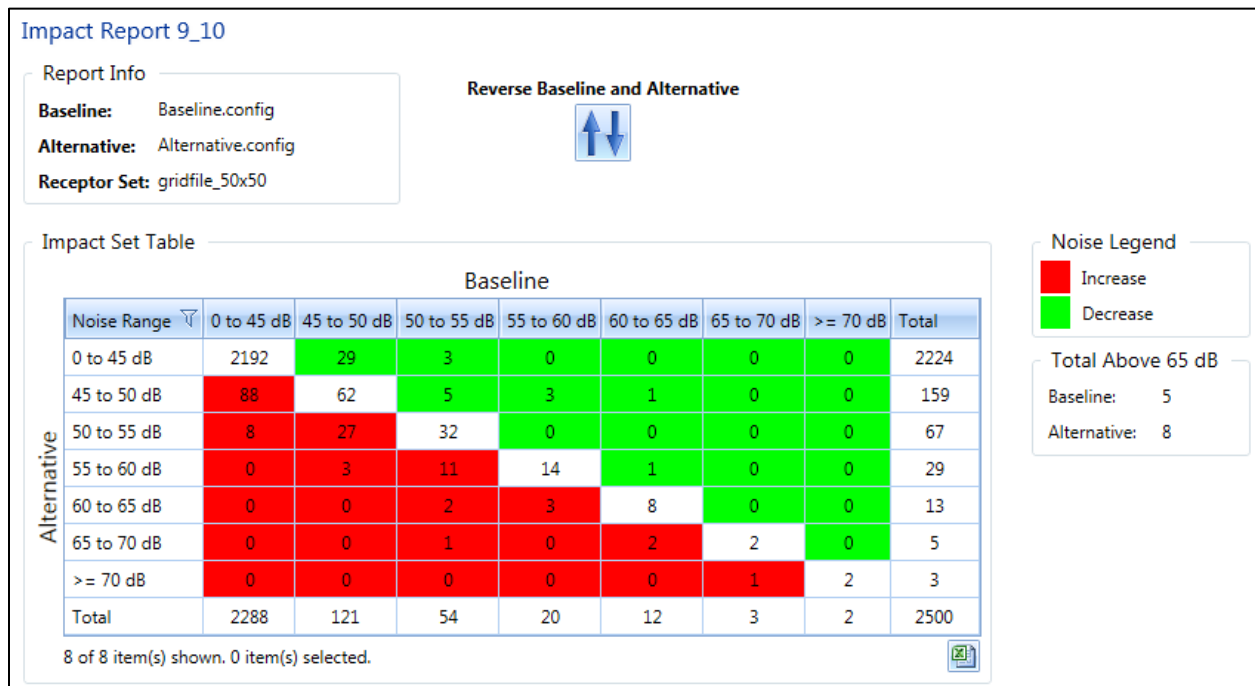 Impact Report 9_10
Report Info
Baseline: Baseline.config
Alternative: Alternative.config
Receptor Set: gridfile_50x50
Reverse Baseline and Alternative
Impact Set Table
Baseline
Noise Range 0 to 45 dB 45 to 50 dB 50 to 55 dB 55 to 60 dB 60 to 65 dB 65 to 70 dB >= 70 dB Total
0 to 45 dB 2192 29 3 0 0 0 0 2224
45 to 50 dB 88 62 5 3 1 0 0 159
50 to 55 dB 8 27 32 0 0 0 0 67
55 to 60 dB 0 3 11 14 1 0 0 29
60 to 65 dB 0 0 2 3 8 0 0 13
65 to 70 dB 0 0 1 0 2 2 0 5
>= 70 dB 0 0 0 0 0 1 2 3
Total 2288 121 54 20 12 3 2 2500
Alternative
8 of 8 item(s) shown. 0 item(s) selected.
Noise Legend
Increase
Decrease
Total Above 65 dB
Baseline: 5
Alternative: 8